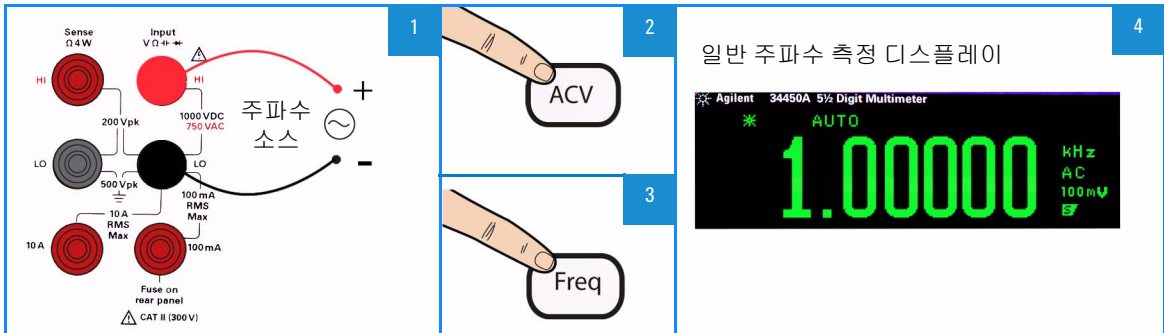 1
Sense
Ω 4 W
Input
V Ω
HI
HI
200 Vpk
1000 VDC
750 VAC
주파수
소스
+
LO
LO
-
500 Vpk
100 mA
RMS
Max
10 A
RMS
Max
10 A
100 mA
Fuse on
rear panel
CAT II (300 V)
2
ACV
3
Freq
4
일반 주파수 측정 디스플레이
Agilent 34450A 5½ Digit Multimeter
* AUTO
1.00000
kHz
AC
100mV